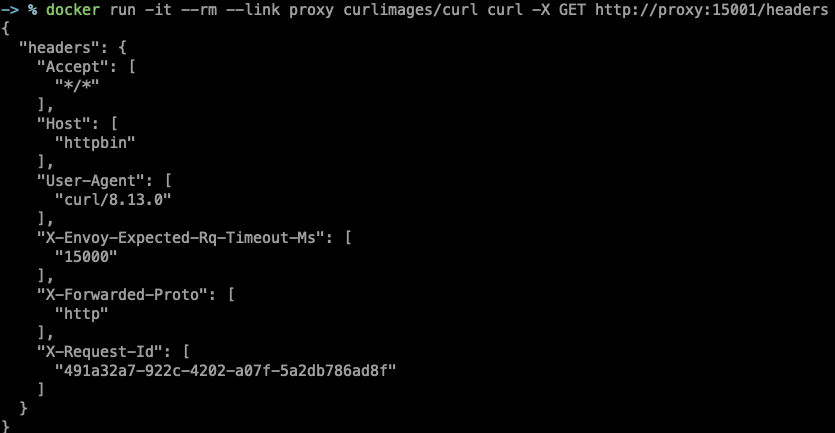 -> % docker run -it --rm --link proxy curlimages/curl curl -X GET http://proxy:15001/headers
{
  "headers": {
    "Accept": [
      "*/*"
    ],
    "Host": [
      "httpbin"
    ],
    "User-Agent": [
      "curl/8.13.0"
    ],
    "X-Envoy-Expected-Rq-Timeout-Ms": [
      "15000"
    ],
    "X-Forwarded-Proto": [
      "http"
    ],
    "X-Request-Id": [
      "491a32a7-922c-4202-a07f-5a2db786ad8f"
    ]
  }
}